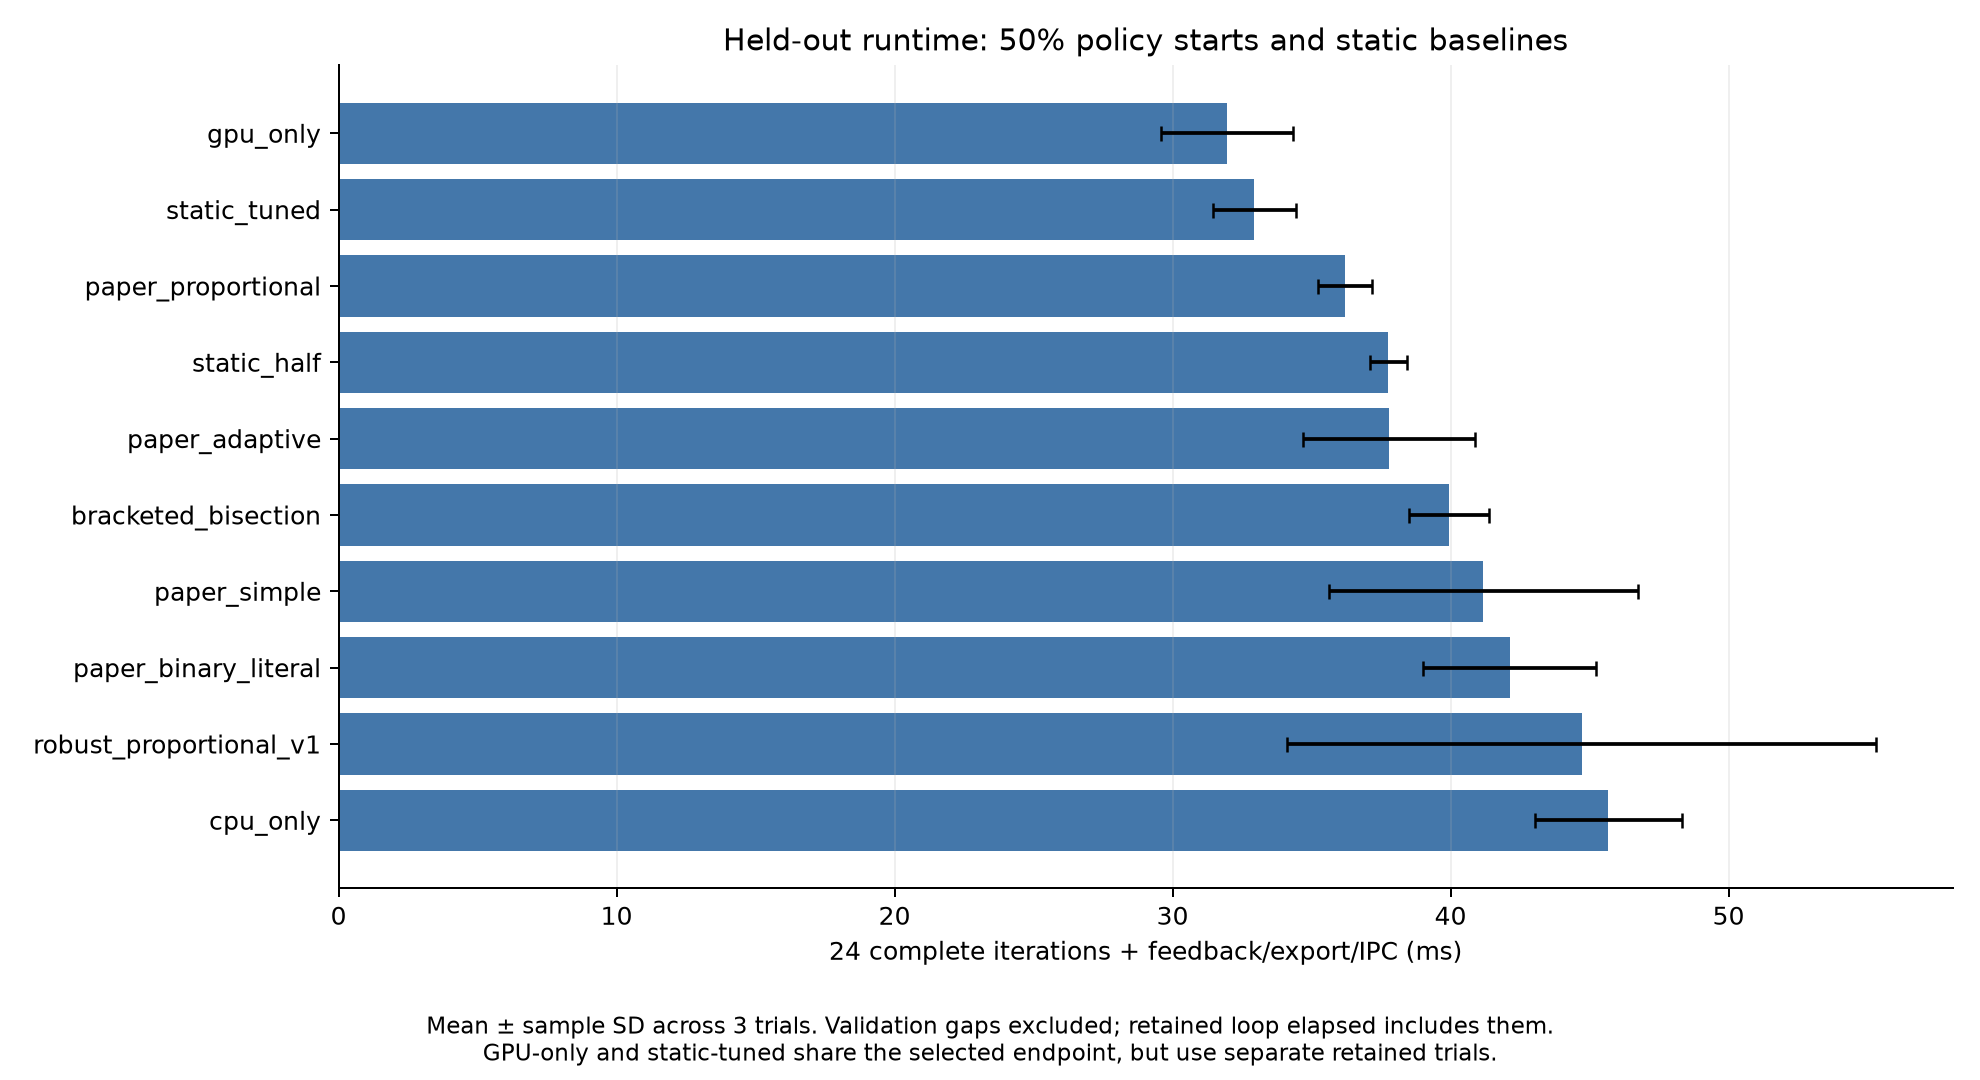 Held-out runtime: 50% policy starts and static baselines
gpu_only
static_tuned
paper_proportional
static_half
paper_adaptive
bracketed_bisection
paper_simple
paper_binary_literal
robust_proportional_v1
cpu_only
0 10 20 30 40 50
24 complete iterations + feedback/export/IPC (ms)
Mean ± sample SD across 3 trials. Validation gaps excluded; retained loop elapsed includes them.
GPU-only and static-tuned share the selected endpoint, but use separate retained trials.